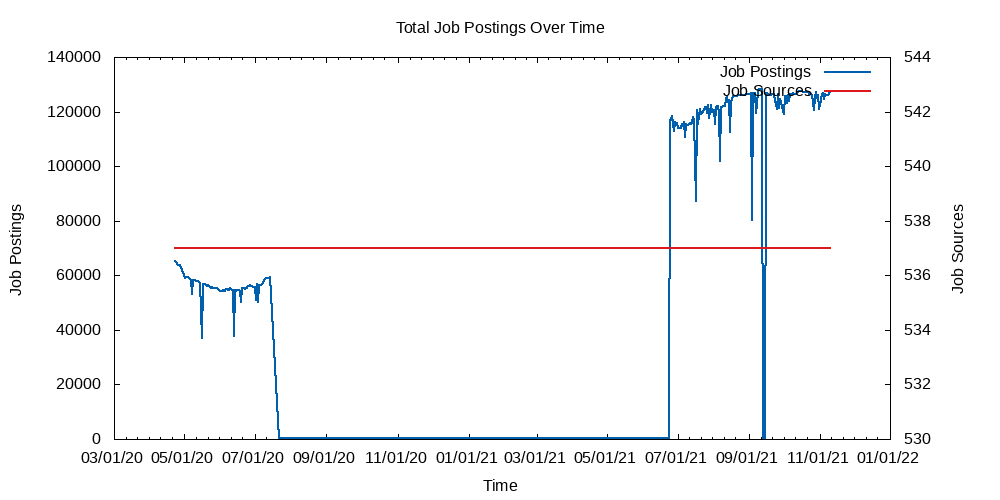 Total Job Postings Over Time
140000
120000
100000
80000
60000
40000
20000
0
544
542
540
538
536
534
532
530
Job Postings
Job Sources
Job Postings
Job Sources
03/01/20 05/01/20 07/01/20 09/01/20 11/01/20 01/01/21 03/01/21 05/01/21 07/01/21 09/01/21 11/01/21 01/01/22
Time